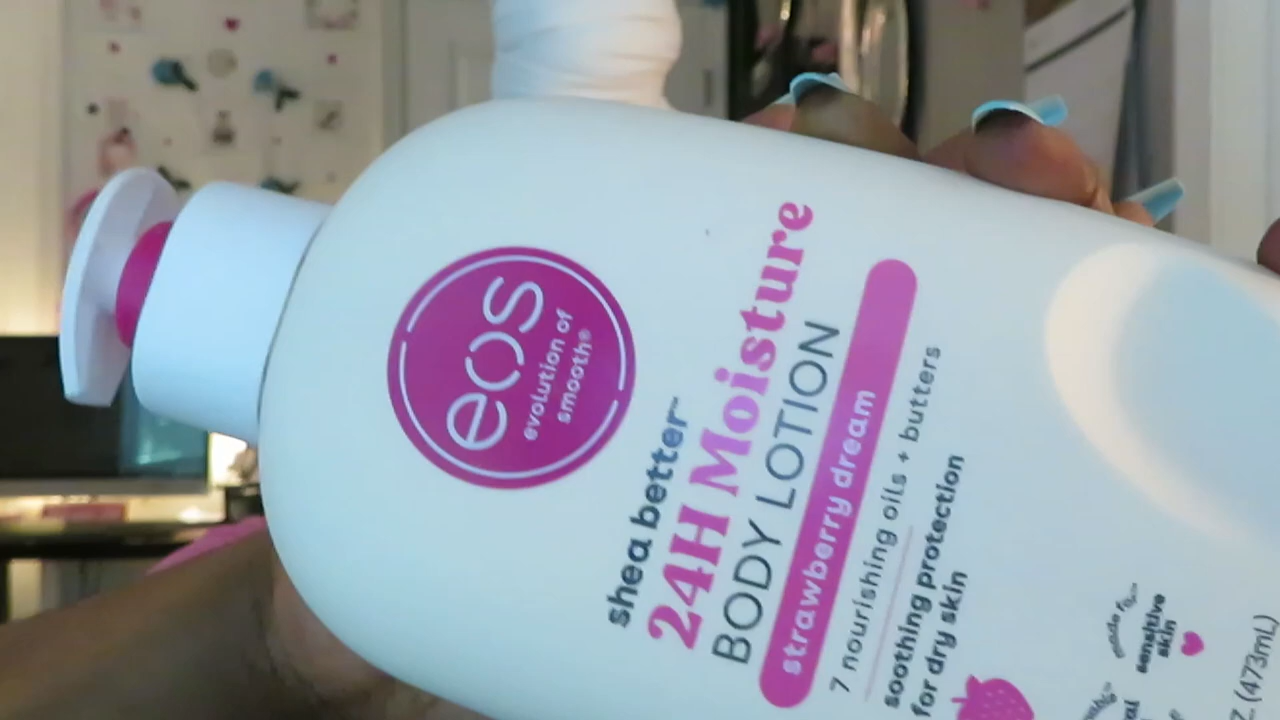 eos
evolution of
smooth®
shea better™
24H Moisture
BODY LOTION
strawberry dream
7 nourishing oils + butters
soothing protection
for dry skin
made
sensitive
skin
(473mL)